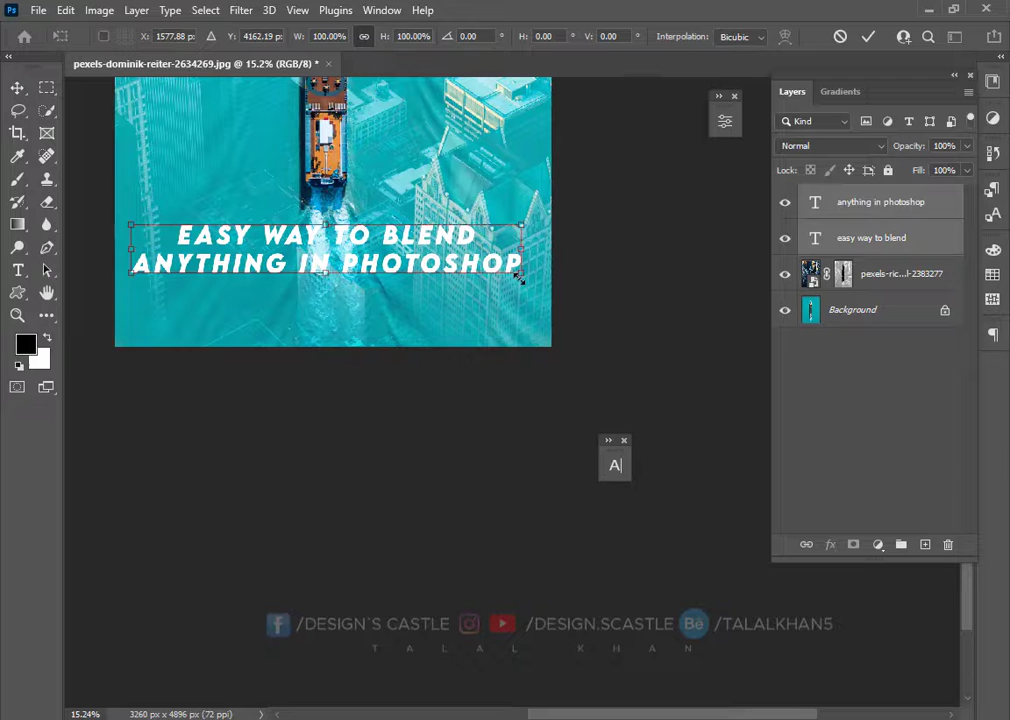 Ps File Edit Image Layer Type Select Filter 3D View Plugins Window Help
X: 1577.88 p: Y: 4162.19 p: W: 100.00% H: 100.00% 0.00 ° H: 0.00 ° V: 0.00 ° Interpolation: Bicubic
pexels-dominik-reiter-2634269.jpg @ 15.2% (RGB/8) * ×
Layers Gradients
Kind
Normal Opacity: 100%
Lock: Fill: 100%
anything in photoshop
easy way to blend
pexels-ric...l-2383277
Background
EASY WAY TO BLEND
ANYTHING IN PHOTOSHOP
A|
/DESIGN`S CASTLE /DESIGN.SCASTLE Bē /TALALKHAN5
TALAL KHAN
15.24% 3260 px x 4896 px (72 ppi)